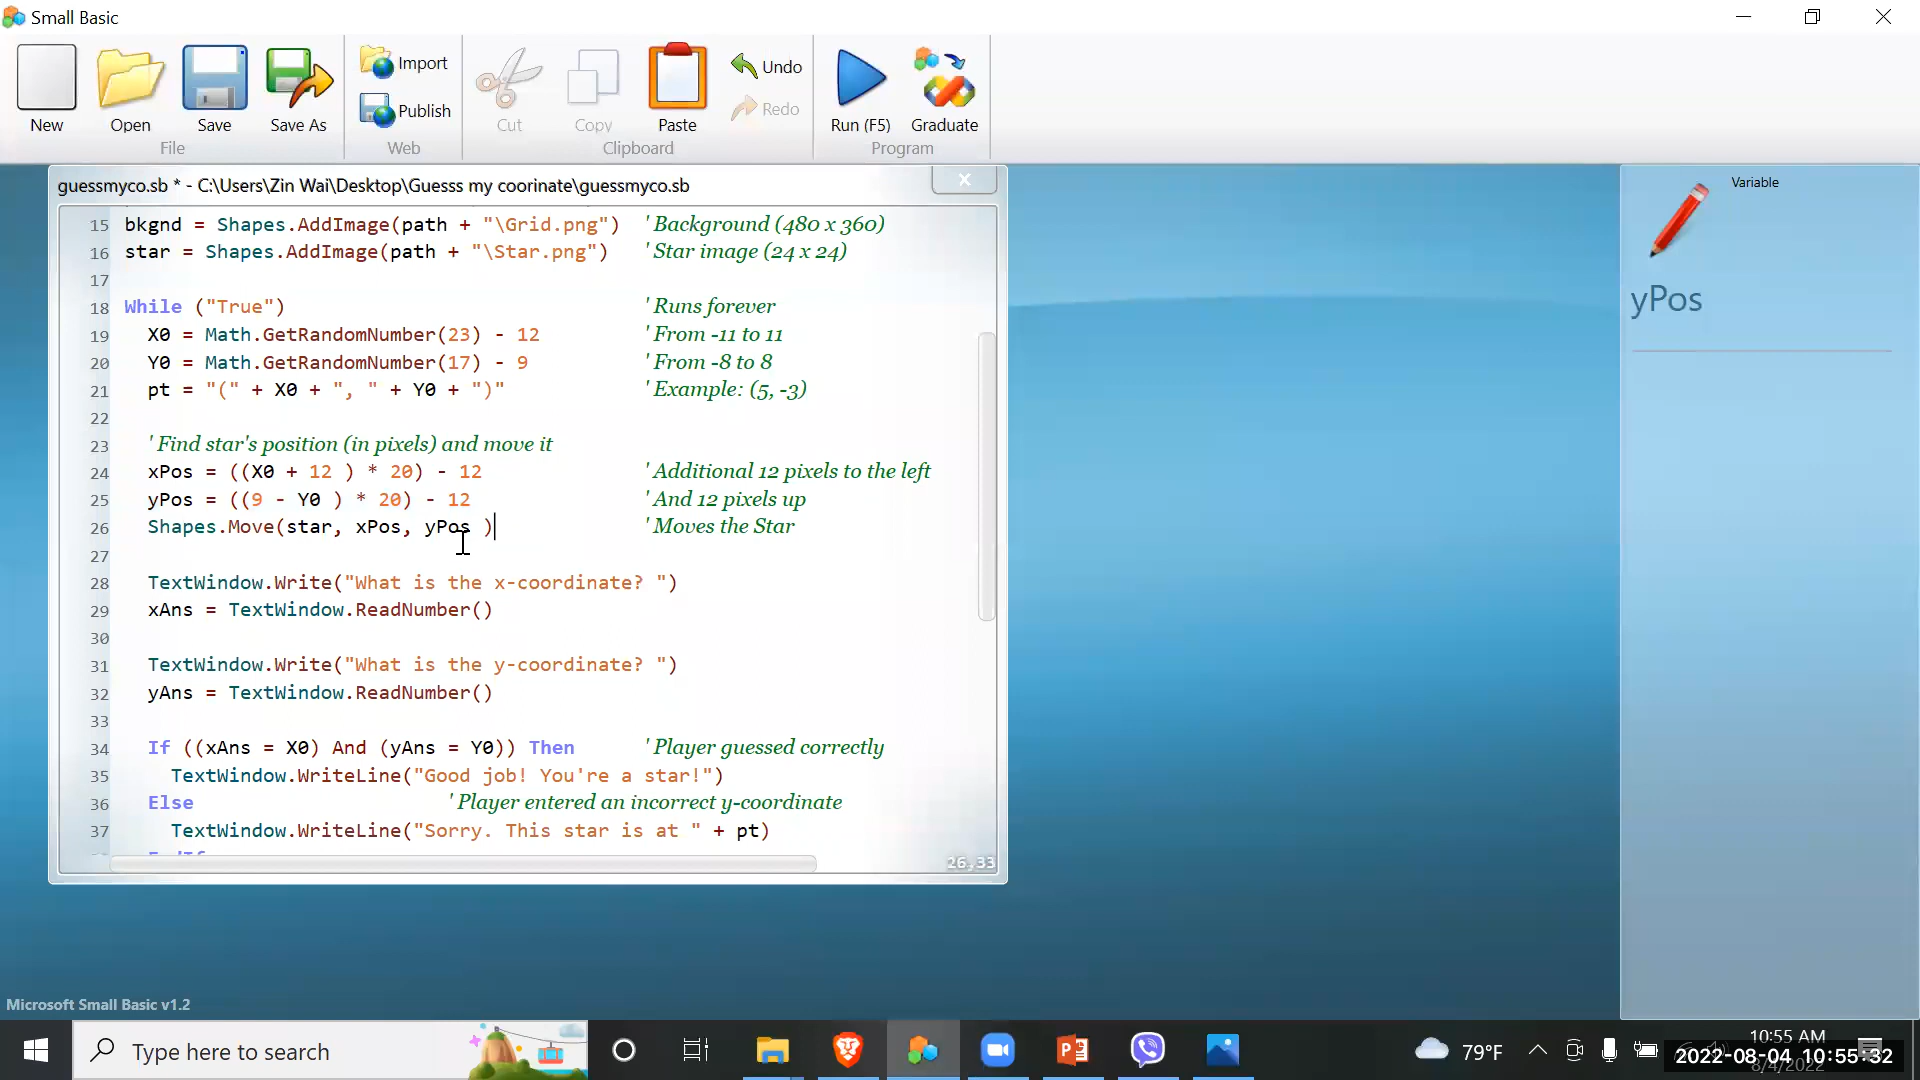 Small Basic
New
Open
Save
Save As
File
Import
Publish
Web
Cut
Copy
Paste
Undo
Redo
Clipboard
Run (F5)
Graduate
Program
guessmyco.sb * - C:\Users\Zin Wai\Desktop\Guesss my coorinate\guessmyco.sb
15 bkgnd = Shapes.AddImage(path + "\Grid.png") ' Background (480 x 360)
16 star = Shapes.AddImage(path + "\Star.png") ' Star image (24 x 24)
17
18 While ("True") ' Runs forever
19 X0 = Math.GetRandomNumber(23) - 12 ' From -11 to 11
20 Y0 = Math.GetRandomNumber(17) - 9 ' From -8 to 8
21 pt = "(" + X0 + ", " + Y0 + ")" ' Example: (5, -3)
22
23 ' Find star's position (in pixels) and move it
24 xPos = ((X0 + 12 ) * 20) - 12 ' Additional 12 pixels to the left
25 yPos = ((9 - Y0 ) * 20) - 12 ' And 12 pixels up
26 Shapes.Move(star, xPos, yPos ) ' Moves the Star
27
28 TextWindow.Write("What is the x-coordinate? ")
29 xAns = TextWindow.ReadNumber()
30
31 TextWindow.Write("What is the y-coordinate? ")
32 yAns = TextWindow.ReadNumber()
33
34 If ((xAns = X0) And (yAns = Y0)) Then ' Player guessed correctly
35 TextWindow.WriteLine("Good job! You're a star!")
36 Else ' Player entered an incorrect y-coordinate
37 TextWindow.WriteLine("Sorry. This star is at " + pt)
26,33
Variable
yPos
Microsoft Small Basic v1.2
Type here to search
79°F
10:55 AM
8/4/2022
2022-08-04 10:55:32